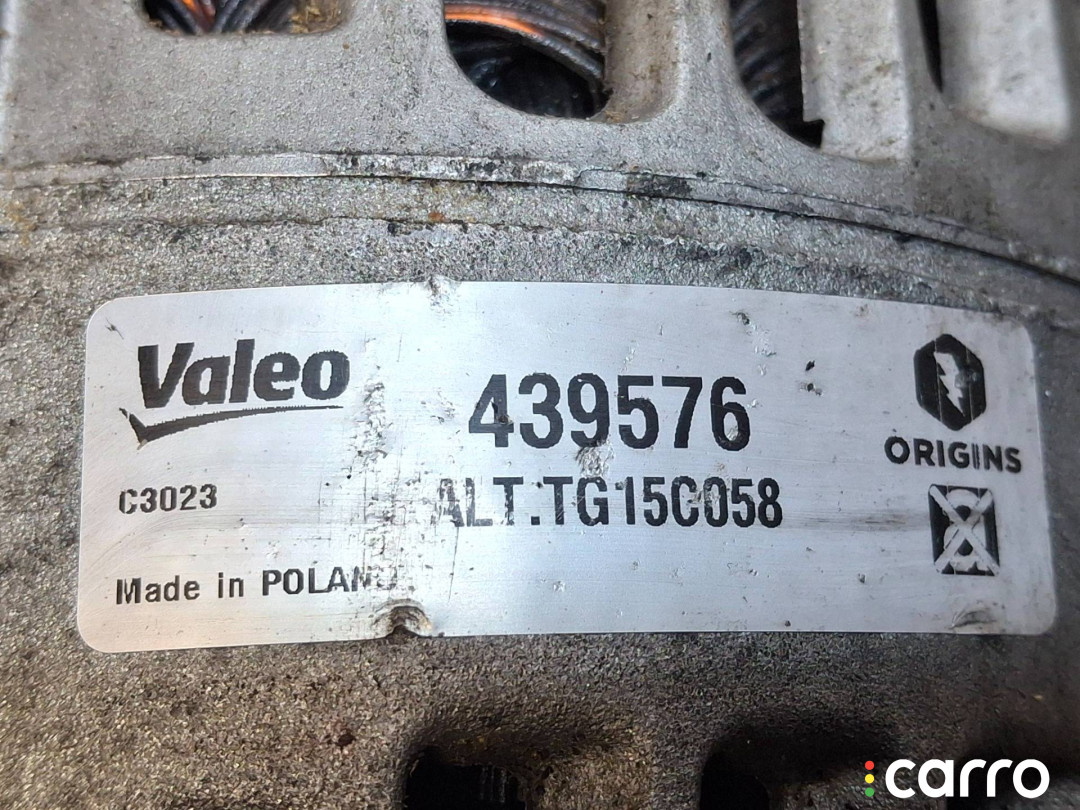 Valeo
439576
ORIGINS
C3023
ALT.TG15C058
Made in POLAND
carro